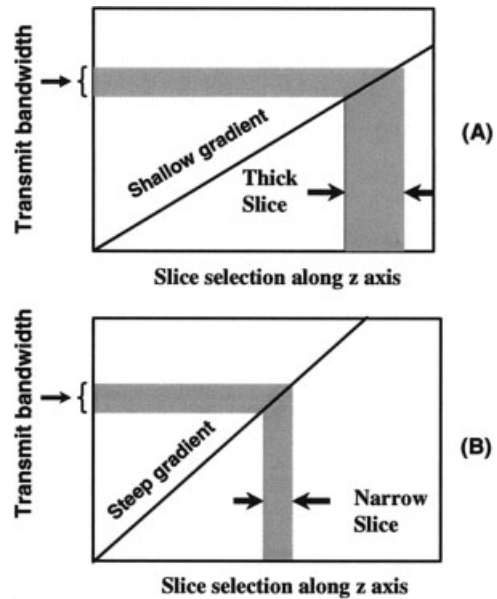 Transmit bandwidth
Shallow gradient
Thick
Slice
(A)
Slice selection along z axis
Transmit bandwidth
Steep gradient
Narrow
Slice
(B)
Slice selection along z axis